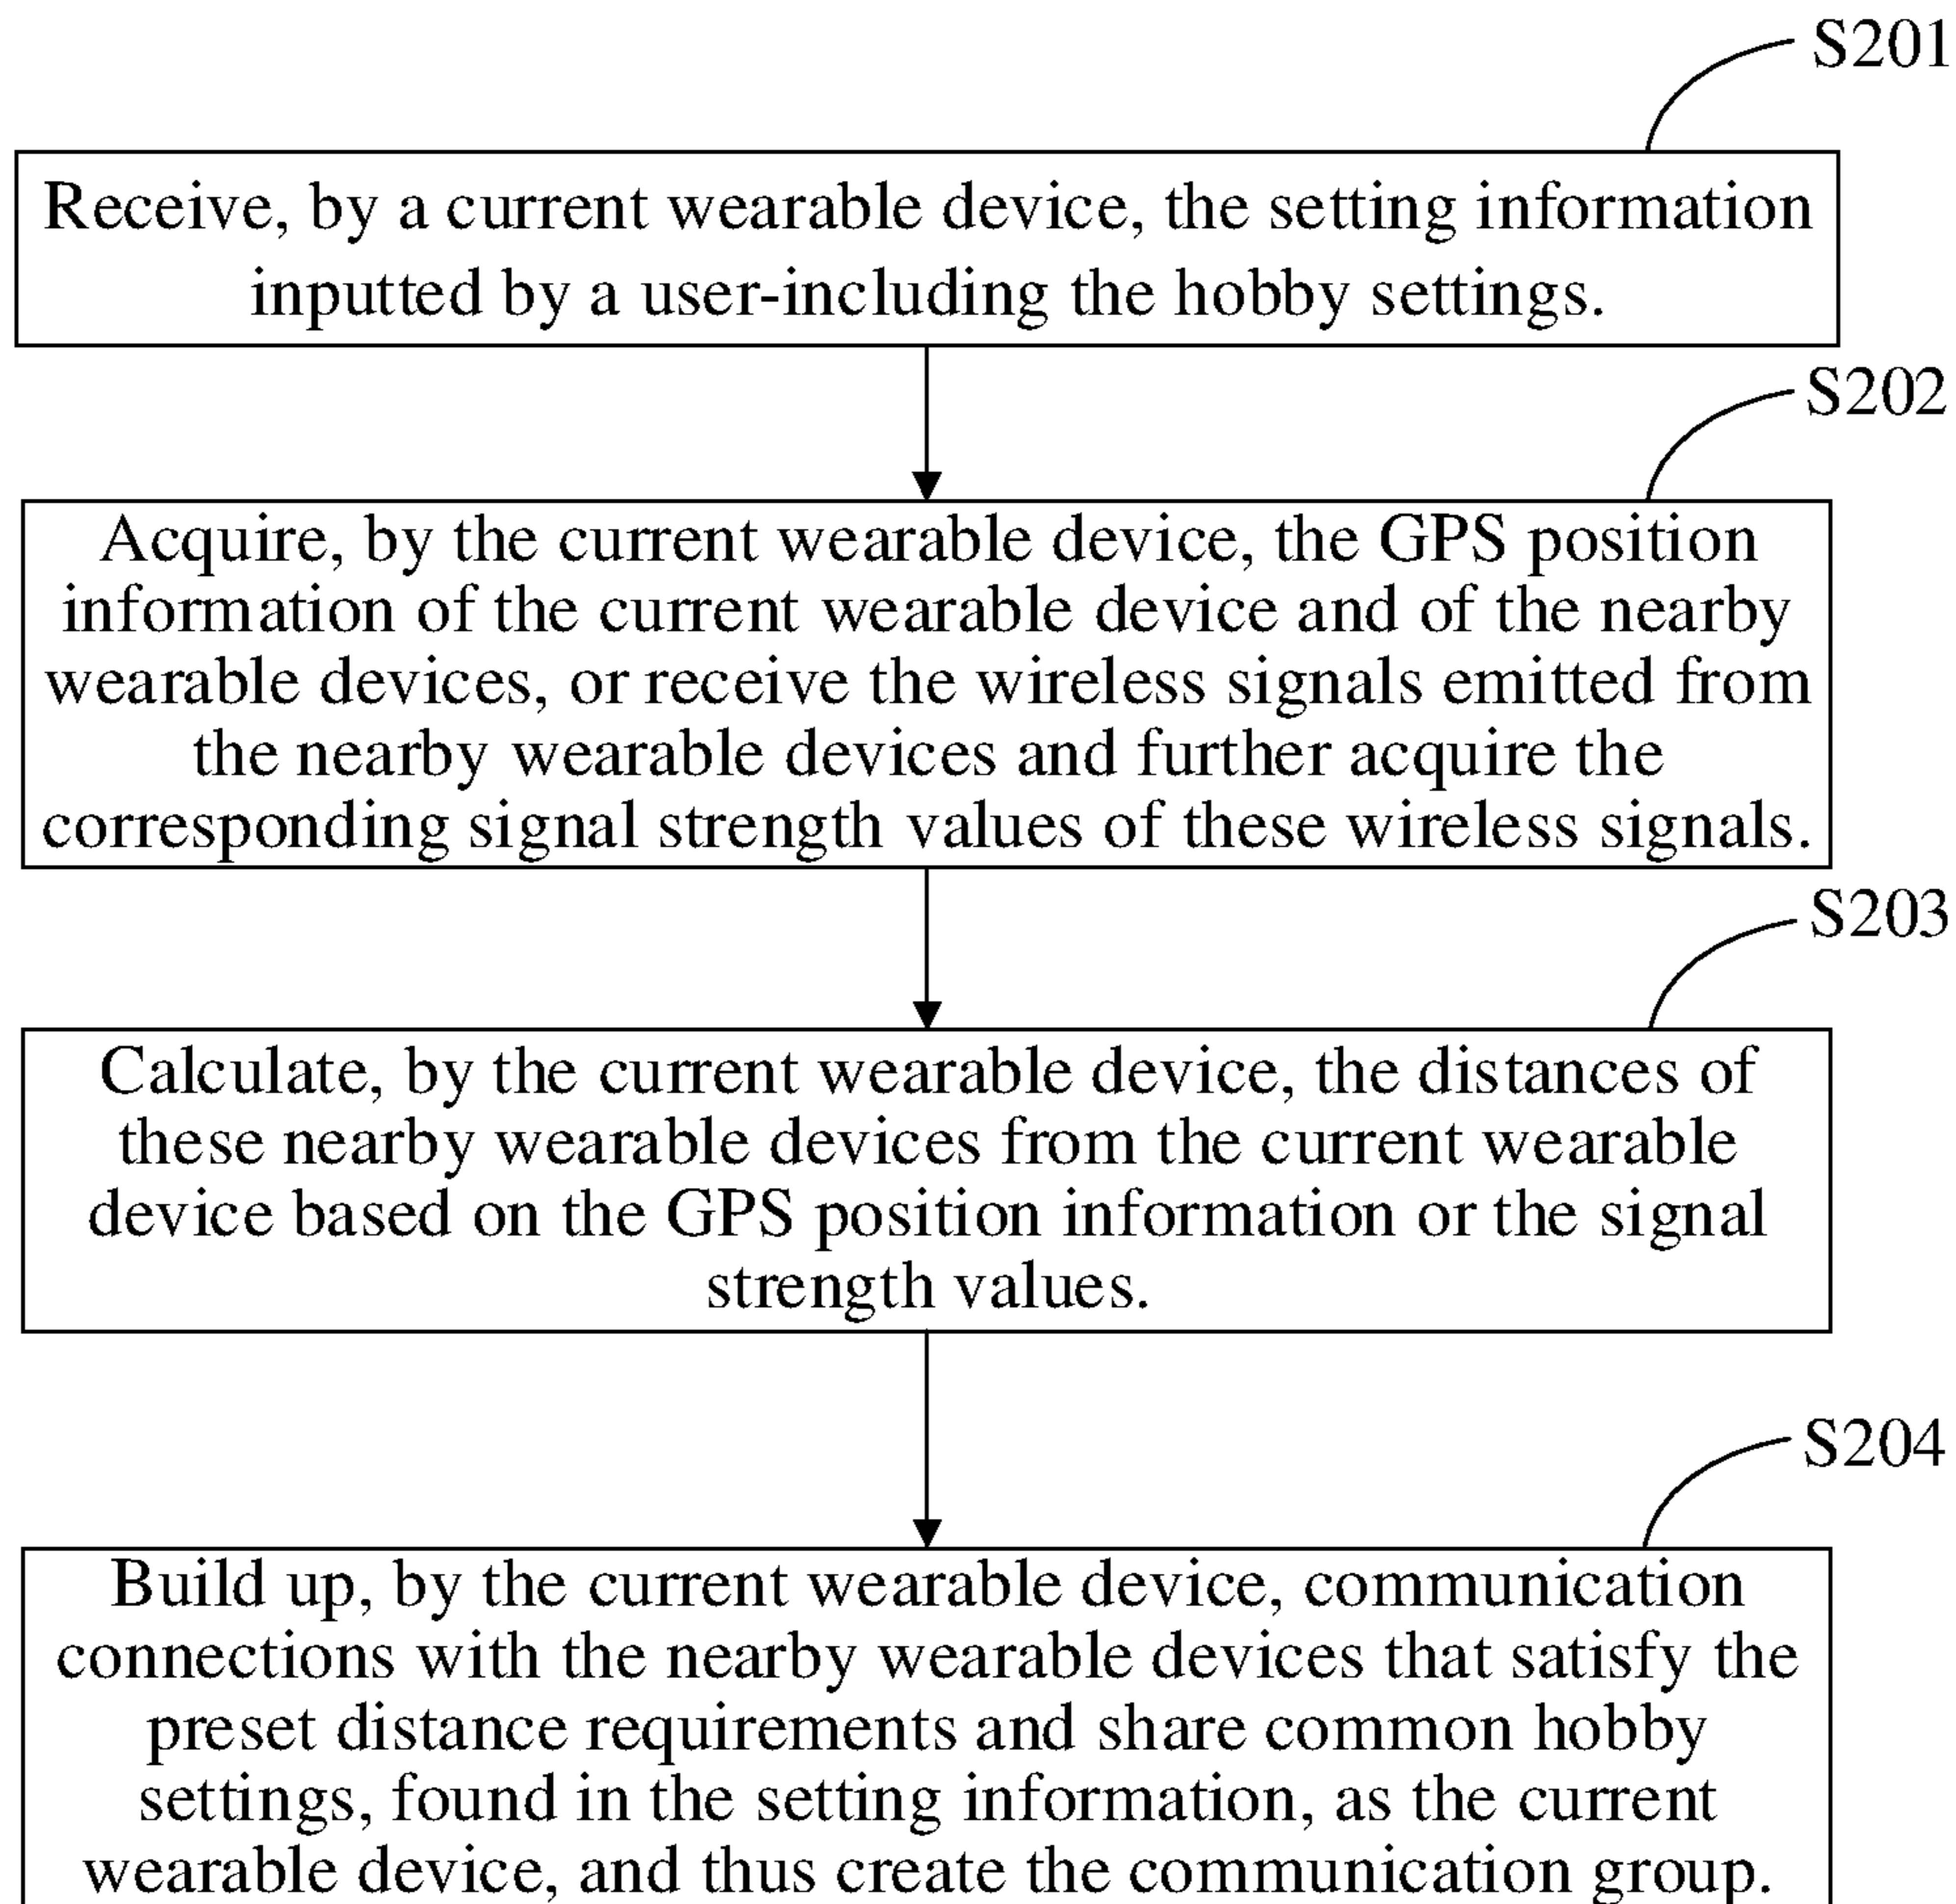 S201
Receive, by a current wearable device, the setting information
inputted by a user-including the hobby settings.
S202
Acquire, by the current wearable device, the GPS position
information of the current wearable device and of the nearby
wearable devices, or receive the wireless signals emitted from
the nearby wearable devices and further acquire the
corresponding signal strength values of these wireless signals.
S203
Calculate, by the current wearable device, the distances of
these nearby wearable devices from the current wearable
device based on the GPS position information or the signal
strength values.
S204
Build up, by the current wearable device, communication
connections with the nearby wearable devices that satisfy the
preset distance requirements and share common hobby
settings, found in the setting information, as the current
wearable device, and thus create the communication group.